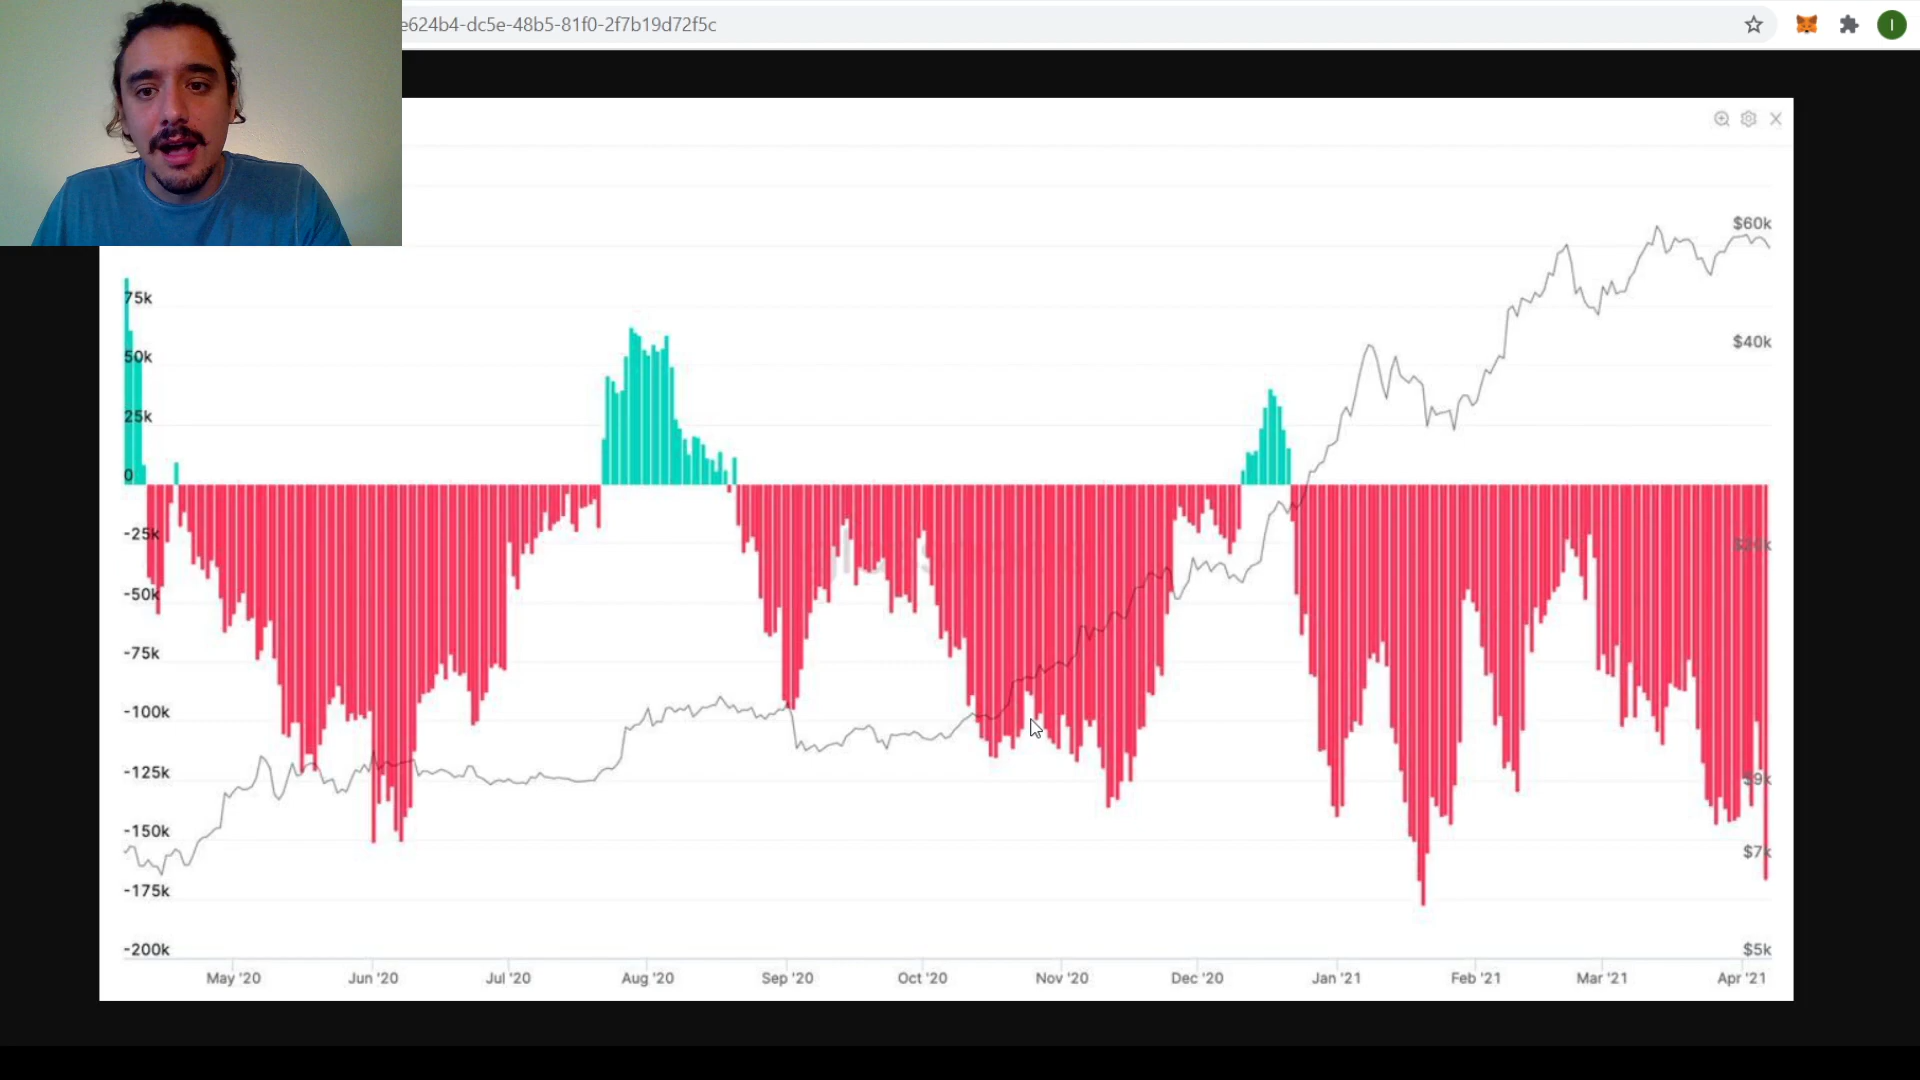 e624b4-dc5e-48b5-81f0-2f7b19d72f5c
I
$60k
75k
$40k
50k
25k
0
-25k
-50k
-75k
-100k
-125k
$9k
-150k
$7k
-175k
-200k
$5k
May '20 Jun '20 Jul '20 Aug '20 Sep '20 Oct '20 Nov '20 Dec '20 Jan '21 Feb '21 Mar '21 Apr '21